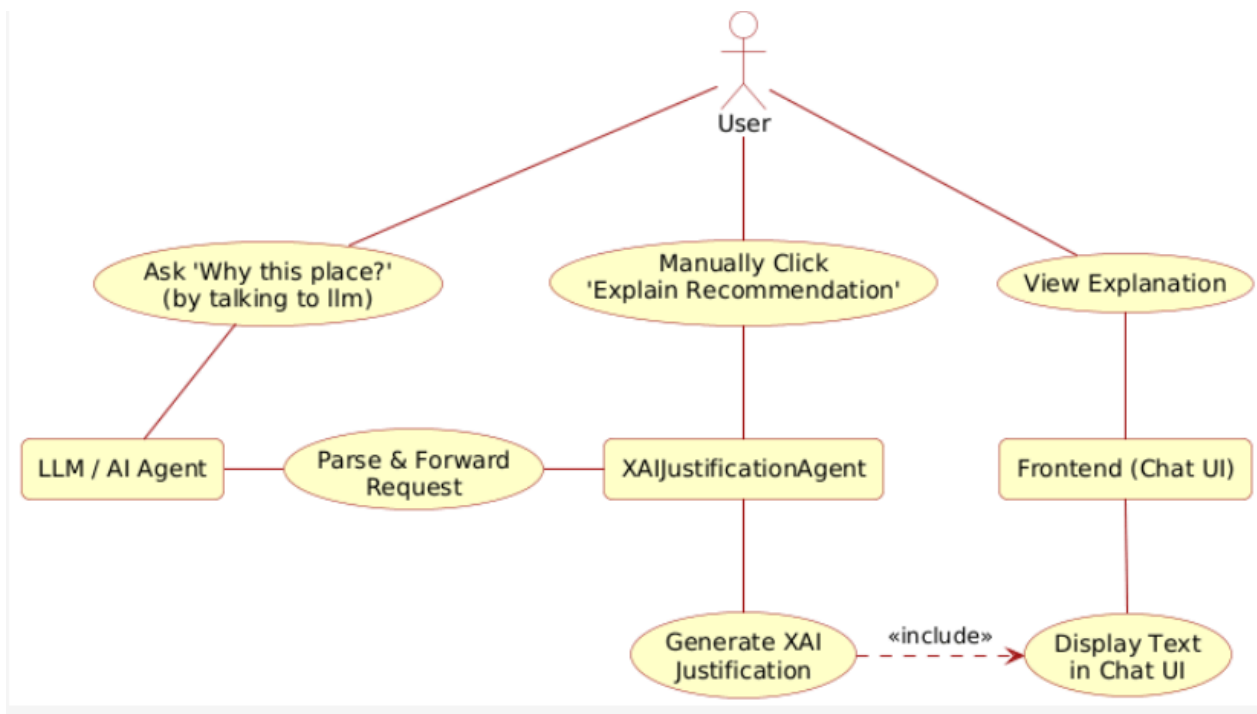 User
Ask 'Why this place?'
(by talking to llm)
Manually Click
'Explain Recommendation'
View Explanation
LLM / AI Agent
Parse & Forward
Request
XAIJustificationAgent
Frontend (Chat UI)
Generate XAI
Justification
«include»
Display Text
in Chat UI